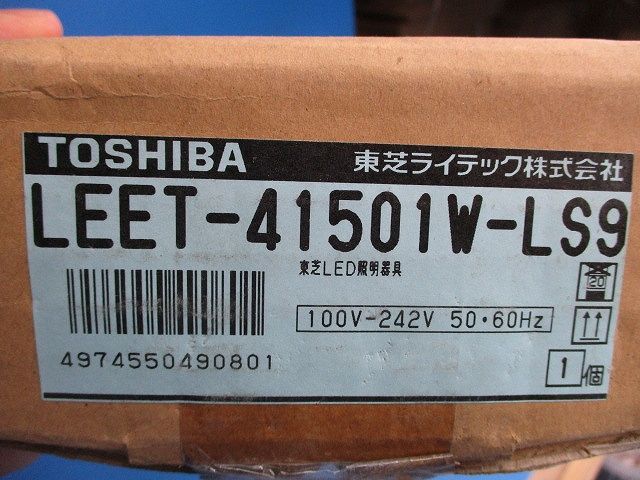 TOSHIBA 東芝ライテック株式会社
LEET-41501W-LS9
東芝LED照明器具
20
100V-242V 50・60Hz
4974550490801
1個